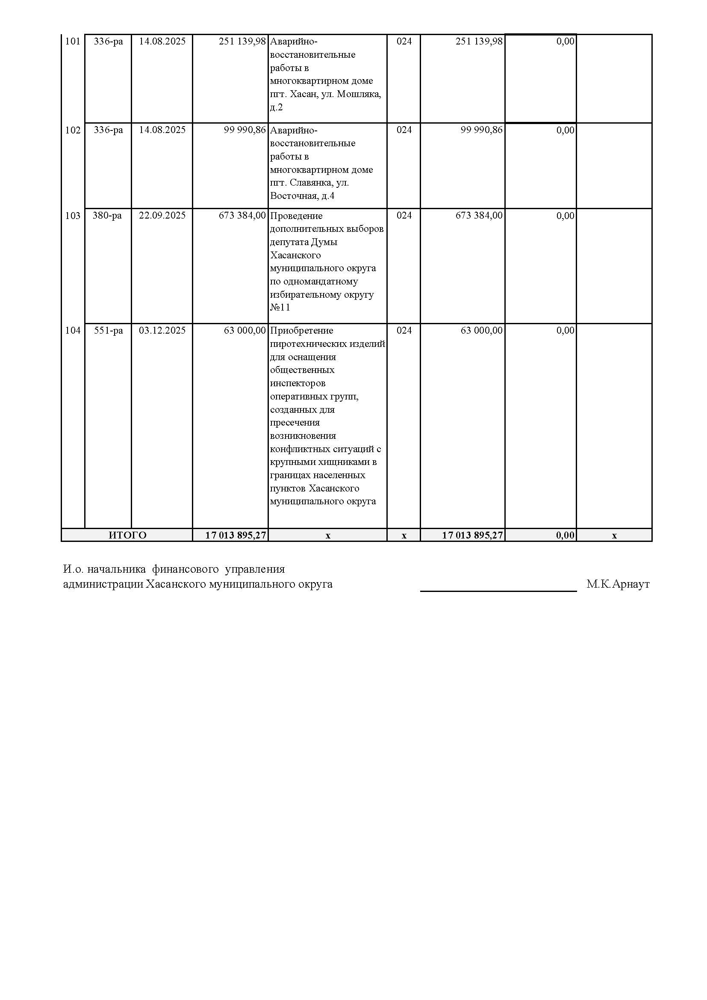 101 336-ра 14.08.2025 251 139,98 Аварийно- 024 251 139,98 0,00
восстановительные
работы в
многоквартирном доме
пгт. Хасан, ул. Мошляка,
д.2
102 336-ра 14.08.2025 99 990,86 Аварийно- 024 99 990,86 0,00
восстановительные
работы в
многоквартирном доме
пгт. Славянка, ул.
Восточная, д.4
103 380-ра 22.09.2025 673 384,00 Проведение 024 673 384,00 0,00
дополнительных выборов
депутата Думы
Хасанского
муниципального округа
по одномандатному
избирательному округу
№11
104 551-ра 03.12.2025 63 000,00 Приобретение 024 63 000,00 0,00
пиротехнических изделий
для оснащения
общественных
инспекторов
оперативных групп,
созданных для
пресечения
возникновения
конфликтных ситуаций с
крупными хищниками в
границах населенных
пунктов Хасанского
муниципального округа
ИТОГО 17 013 895,27 х х 17 013 895,27 0,00 х
И.о. начальника финансового управления
администрации Хасанского муниципального округа М.К.Арнаут